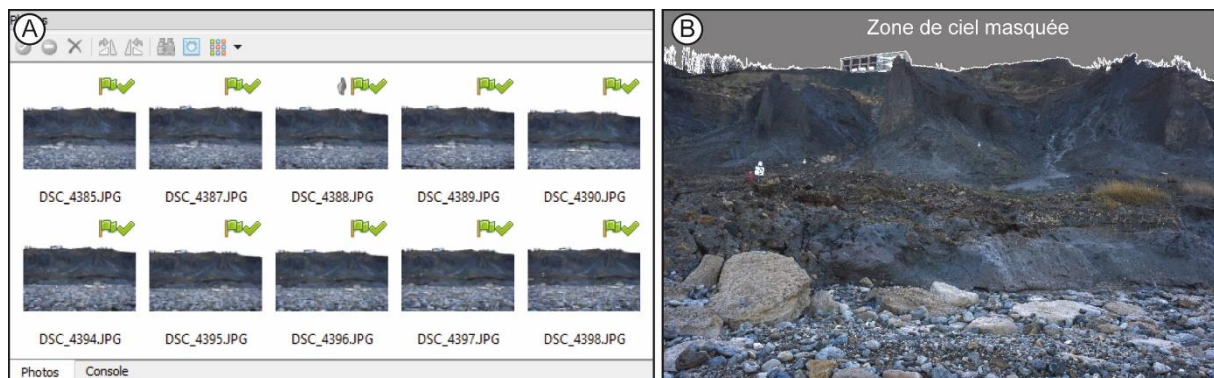 A
Photos
DSC_4385.JPG
DSC_4387.JPG
DSC_4388.JPG
DSC_4389.JPG
DSC_4390.JPG
DSC_4394.JPG
DSC_4395.JPG
DSC_4396.JPG
DSC_4397.JPG
DSC_4398.JPG
Photos
Console
B
Zone de ciel masquée